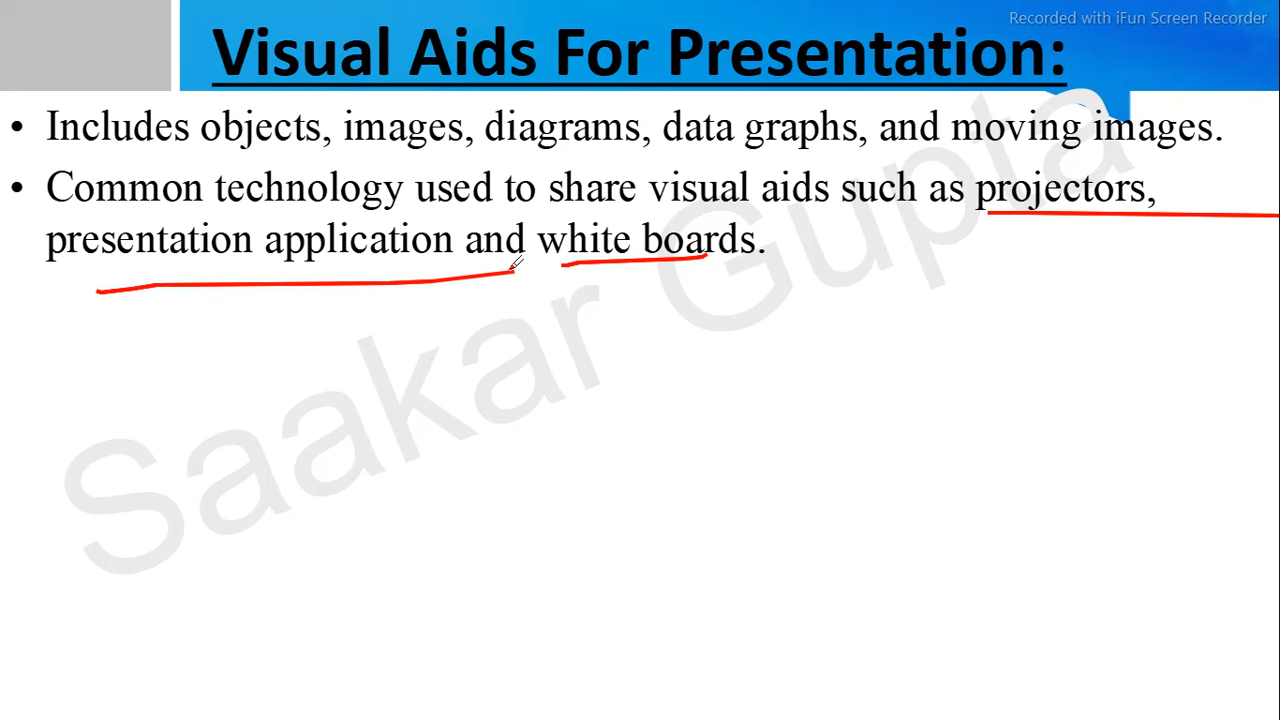 Recorded with iFun Screen Recorder
Visual Aids For Presentation:
• Includes objects, images, diagrams, data graphs, and moving images.
• Common technology used to share visual aids such as projectors,
presentation application and white boards.
Saakar Gupta